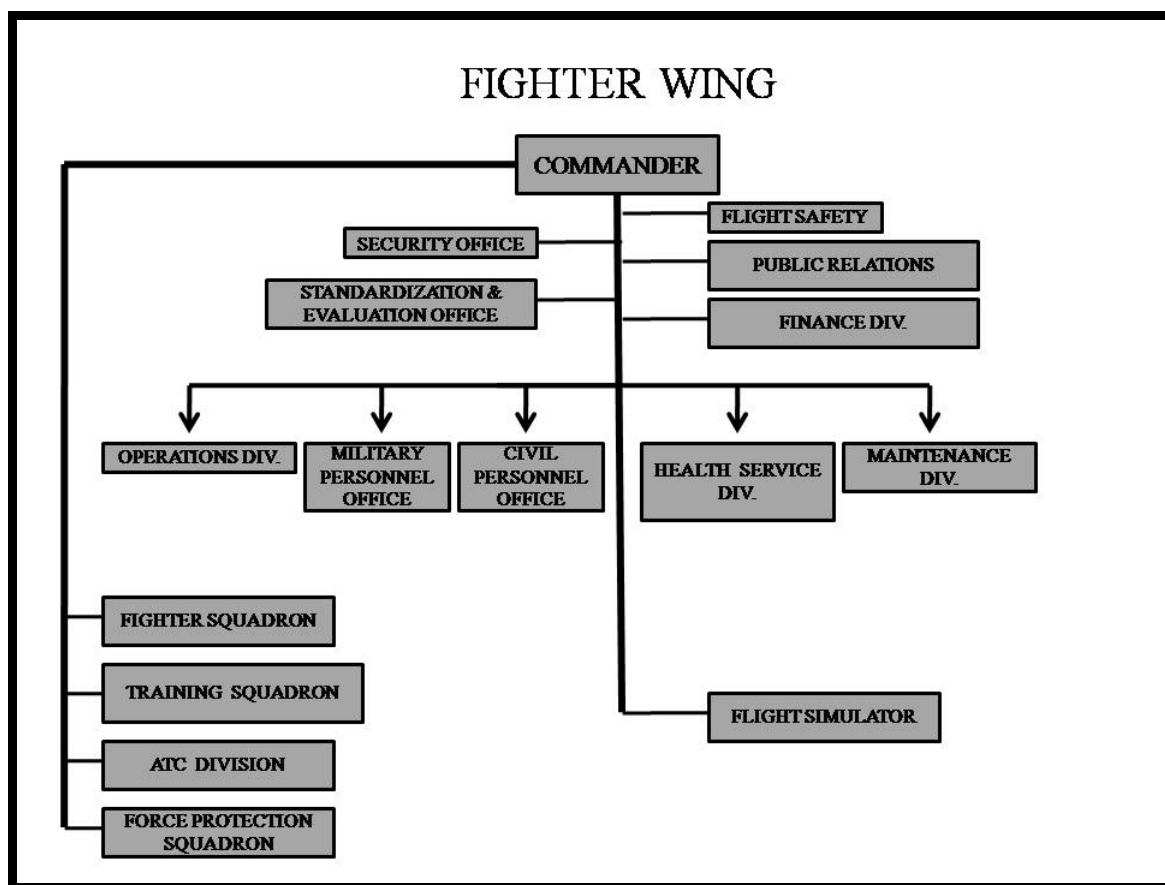 FIGHTER WING
COMMANDER
FLIGHT SAFETY
SECURITY OFFICE
PUBLIC RELATIONS
STANDARDIZATION &
EVALUATION OFFICE
FINANCE DIV.
OPERATIONS DIV.
MILITARY
PERSONNEL
OFFICE
CIVIL
PERSONNEL
OFFICE
HEALTH SERVICE
DIV.
MAINTENANCE
DIV.
FIGHTER SQUADRON
TRAINING SQUADRON
ATC DIVISION
FORCE PROTECTION
SQUADRON
FLIGHT SIMULATOR